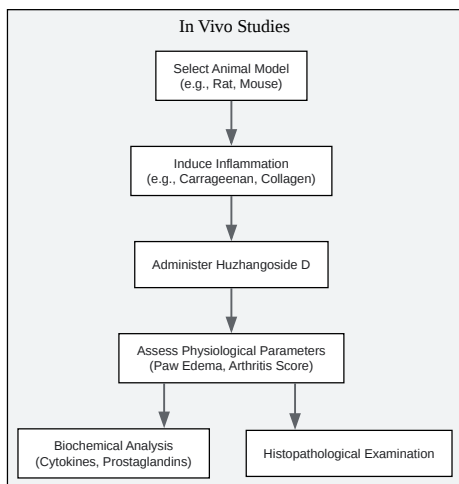 In Vivo Studies
Select Animal Model
(e.g., Rat, Mouse)
Induce Inflammation
(e.g., Carrageenan, Collagen)
Administer Huzhangoside D
Assess Physiological Parameters
(Paw Edema, Arthritis Score)
Biochemical Analysis
(Cytokines, Prostaglandins)
Histopathological Examination